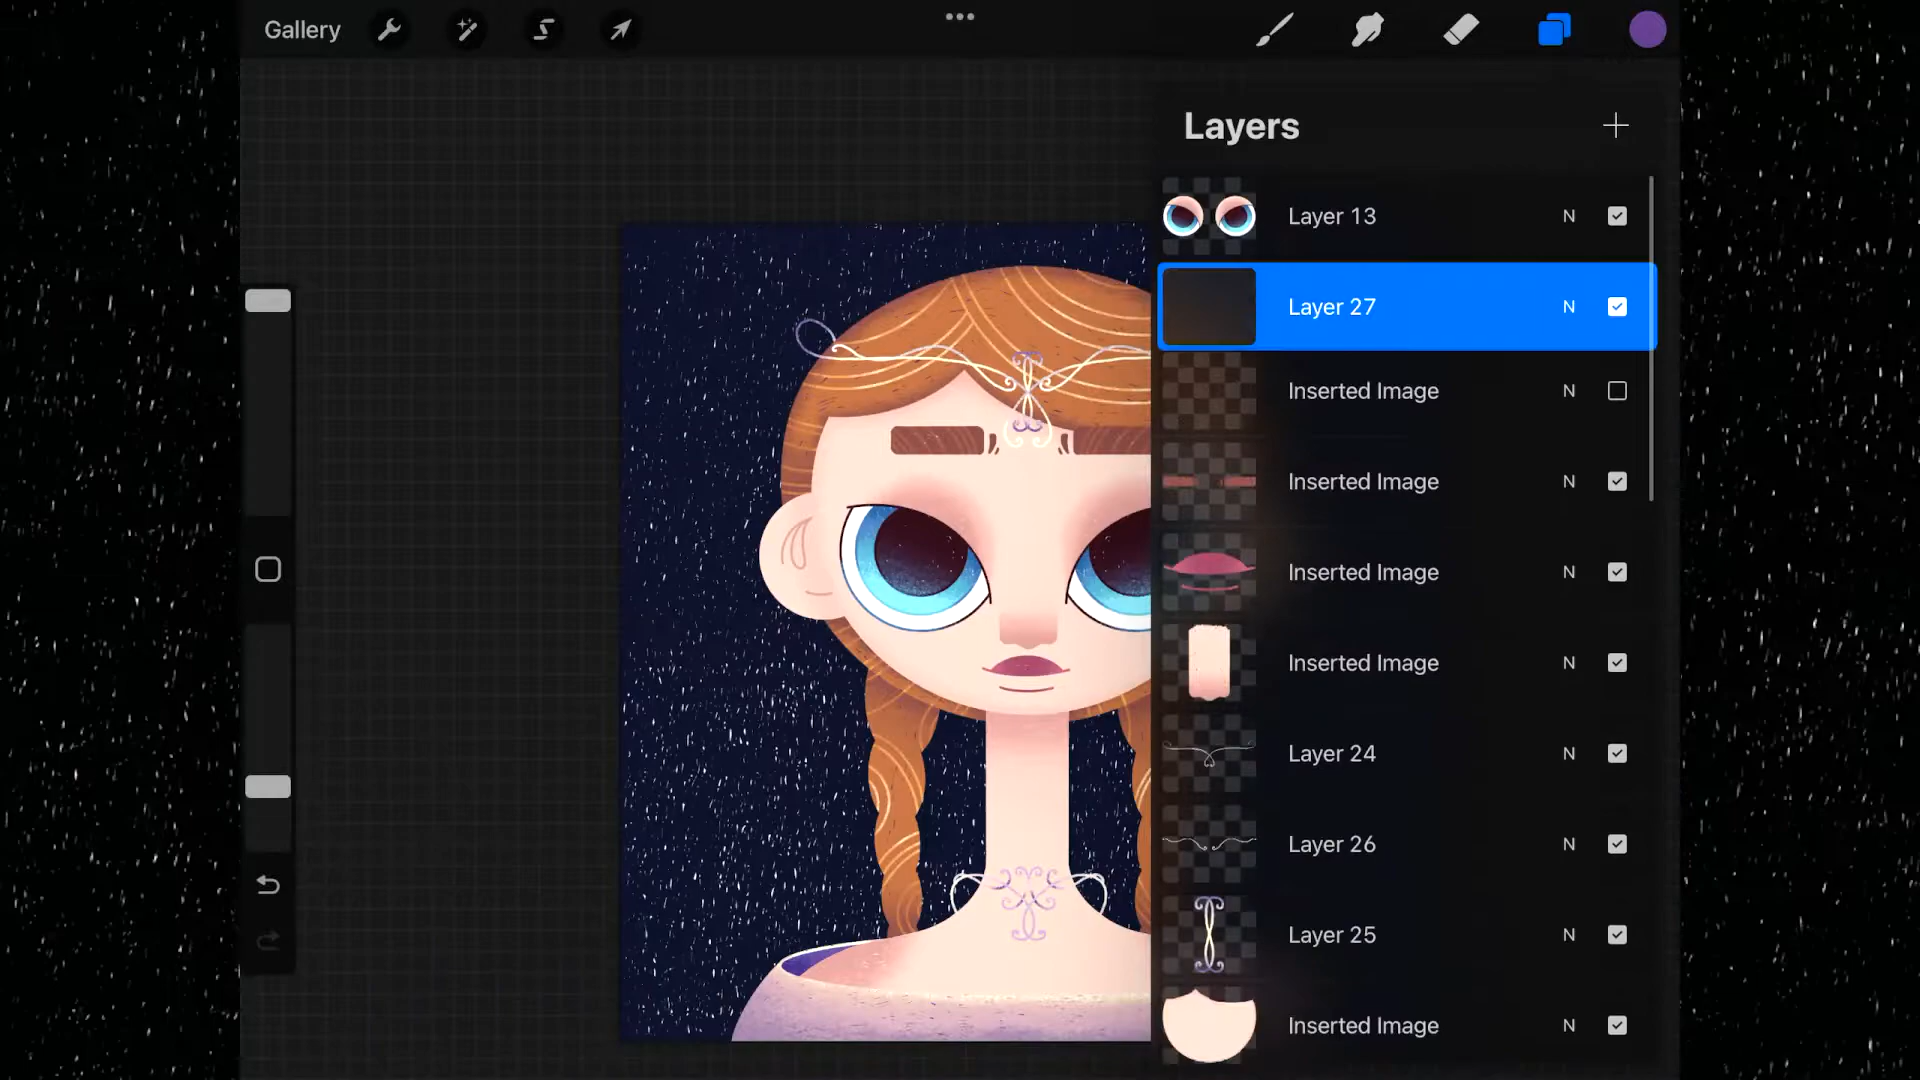 Gallery
Layers
Layer 13 N
Layer 27 N
Inserted Image N
Inserted Image N
Inserted Image N
Inserted Image N
Layer 24 N
Layer 26 N
Layer 25 N
Inserted Image N